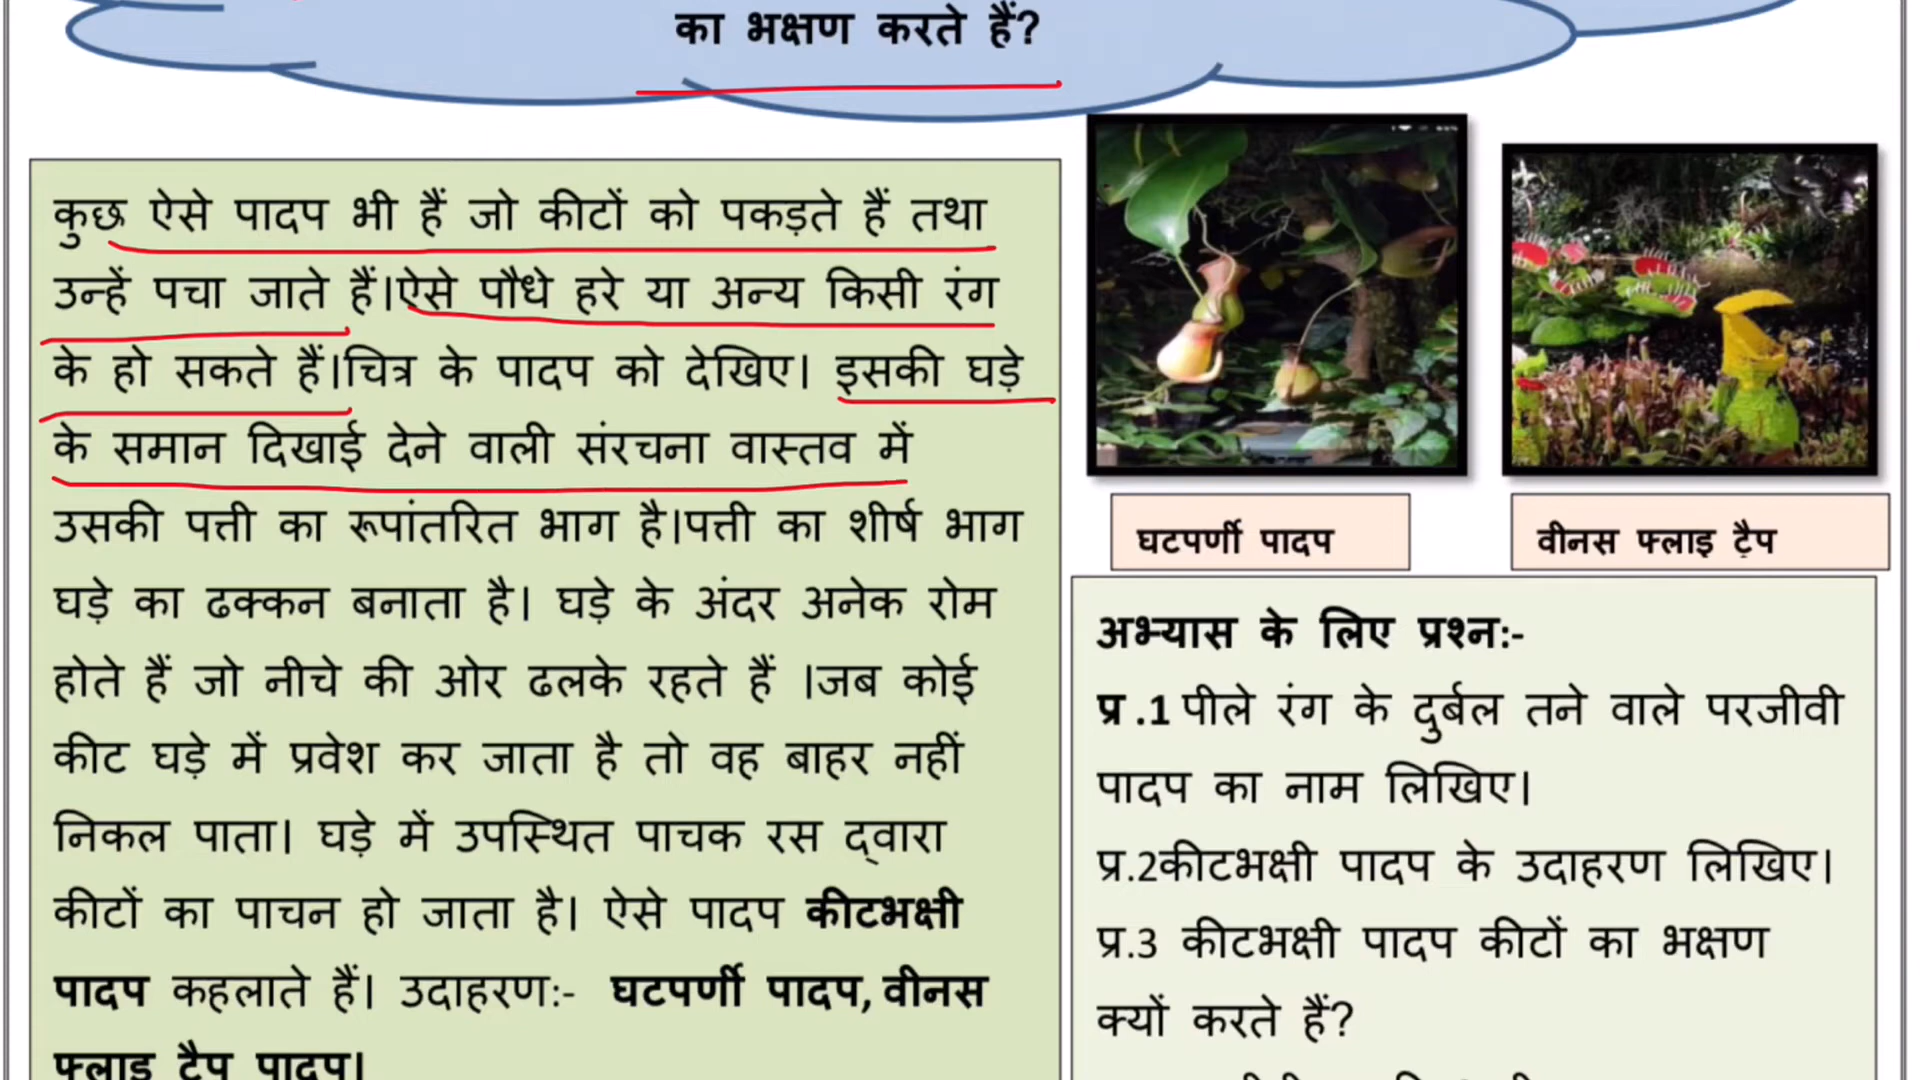 का भक्षण करते हैं?
कुछ ऐसे पादप भी हैं जो कीटों को पकड़ते हैं तथा
उन्हें पचा जाते हैं।ऐसे पौधे हरे या अन्य किसी रंग
के हो सकते हैं।चित्र के पादप को देखिए। इसकी घड़े
के समान दिखाई देने वाली संरचना वास्तव में
उसकी पत्ती का रूपांतरित भाग है।पत्ती का शीर्ष भाग
घड़े का ढक्कन बनाता है। घड़े के अंदर अनेक रोम
होते हैं जो नीचे की ओर ढलके रहते हैं ।जब कोई
कीट घड़े में प्रवेश कर जाता है तो वह बाहर नहीं
निकल पाता। घड़े में उपस्थित पाचक रस द्वारा
कीटों का पाचन हो जाता है। ऐसे पादप कीटभक्षी
पादप कहलाते हैं। उदाहरण:- घटपर्णी पादप, वीनस
फ्लाइ ट्रैप पादप।
घटपर्णी पादप
वीनस फ्लाइ ट्रैप
अभ्यास के लिए प्रश्न:-
प्र .1 पीले रंग के दुर्बल तने वाले परजीवी
पादप का नाम लिखिए।
प्र.2कीटभक्षी पादप के उदाहरण लिखिए।
प्र.3 कीटभक्षी पादप कीटों का भक्षण
क्यों करते हैं?